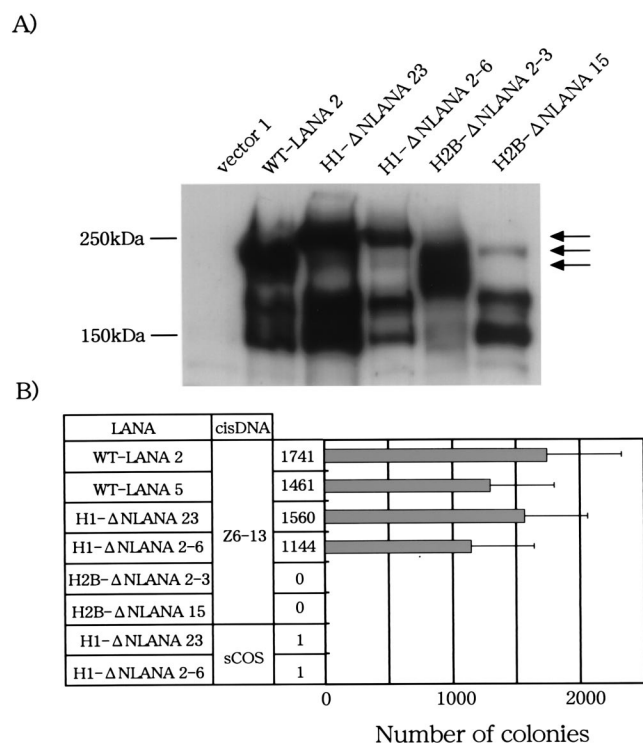 A)
vector 1
WT-LANA 2
H1-ΔNLANA 23
H1-ΔNLANA 2-6
H2B-ΔNLANA 2-3
H2B-ΔNLANA 15
250kDa
150kDa
B)
LANA cisDNA
WT-LANA 2 1741
WT-LANA 5 1461
H1-ΔNLANA 23 1560
Z6-13
H1-ΔNLANA 2-6 1144
H2B-ΔNLANA 2-3 0
H2B-ΔNLANA 15 0
H1-ΔNLANA 23 1
sCOS
H1-ΔNLANA 2-6 1
0 1000 2000
Number of colonies